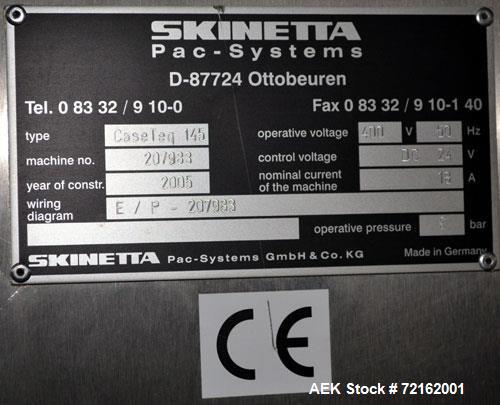 SKINETTA
Pac-Systems
D-87724 Ottobeuren
Tel. 0 83 32 / 9 10-0 Fax 0 83 32 / 9 10-1 40
type Caseleq 145 operative voltage 400 V 50 Hz
machine no. 207983 control voltage DC 24 V
year of constr. 2005 nominal current of the machine 18 A
wiring diagram E / P - 207983
operative pressure 6 bar
SKINETTA Pac-Systems GmbH & Co. KG Made in Germany
CE
AEK Stock # 72162001